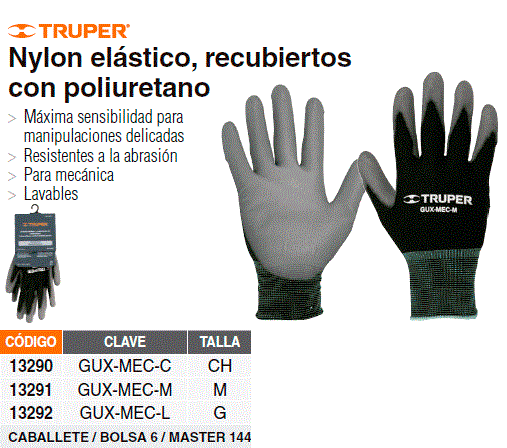 TRUPER®
Nylon elástico, recubiertos
con poliuretano
> Máxima sensibilidad para
manipulaciones delicadas
> Resistentes a la abrasión
> Para mecánica
> Lavables
TRUPER
GUX-MEC-M
CÓDIGO CLAVE TALLA
13290 GUX-MEC-C CH
13291 GUX-MEC-M M
13292 GUX-MEC-L G
CABALLETE / BOLSA 6 / MASTER 144